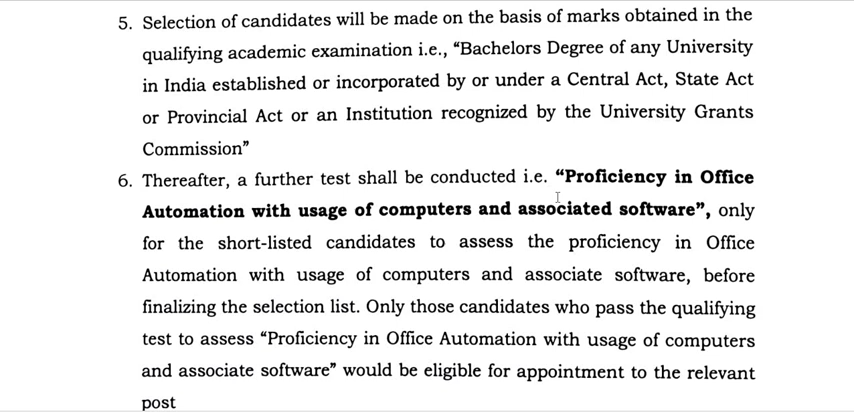 5. Selection of candidates will be made on the basis of marks obtained in the
qualifying academic examination i.e., “Bachelors Degree of any University
in India established or incorporated by or under a Central Act, State Act
or Provincial Act or an Institution recognized by the University Grants
Commission”
6. Thereafter, a further test shall be conducted i.e. “Proficiency in Office
Automation with usage of computers and associated software”, only
for the short-listed candidates to assess the proficiency in Office
Automation with usage of computers and associate software, before
finalizing the selection list. Only those candidates who pass the qualifying
test to assess “Proficiency in Office Automation with usage of computers
and associate software” would be eligible for appointment to the relevant
post